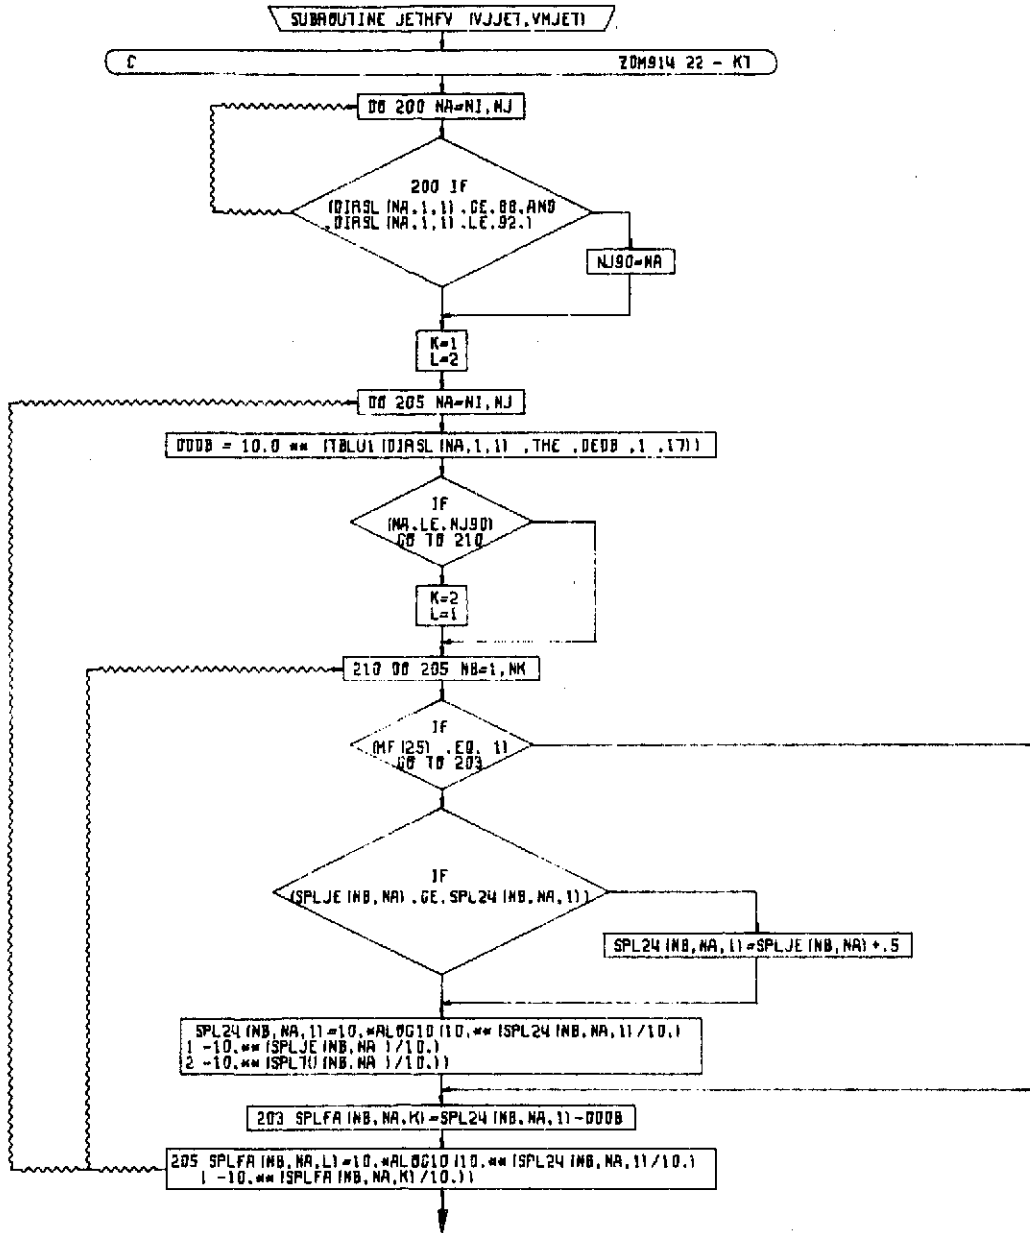 SUBROUTINE JETHFV (VJJET,VMJET)
C ZDM914 22 - K7
DO 200 NA=NI,NJ
200 IF
(DIRSL (NA,1,1) .GE.88.AND
.DIRSL (NA,1,1) .LE.92.)
NJ90=NA
K=1
L=2
DO 205 NA=NI,NJ
DDDB = 10.0 ** (TBLU1 (DIRSL (NA,1,1) ,THE ,DEDB ,1 ,17))
IF
(NA.LE.NJ90)
GO TO 210
K=2
L=1
210 DO 205 NB=1,NK
IF
(MF(25) .EQ. 1)
GO TO 203
IF
(SPLJE (NB,NA) .GE.SPL24 (NB,NA,1))
SPL24 (NB,NA,1)=SPLJE (NB,NA) +.5
SPL24 (NB,NA,1)=10.*ALOG10 (10.** (SPL24 (NB,NA,1)/10.)
1 -10.** (SPLJE (NB,NA )/10.)
2 -10.** (SPLTU (NB,NA )/10.))
203 SPLFA (NB,NA,K)=SPL24 (NB,NA,1)-DDDB
205 SPLFA (NB,NA,L)=10.*ALOG10 (10.** (SPL24 (NB,NA,1)/10.)
1 -10.** (SPLFA (NB,NA,K)/10.))